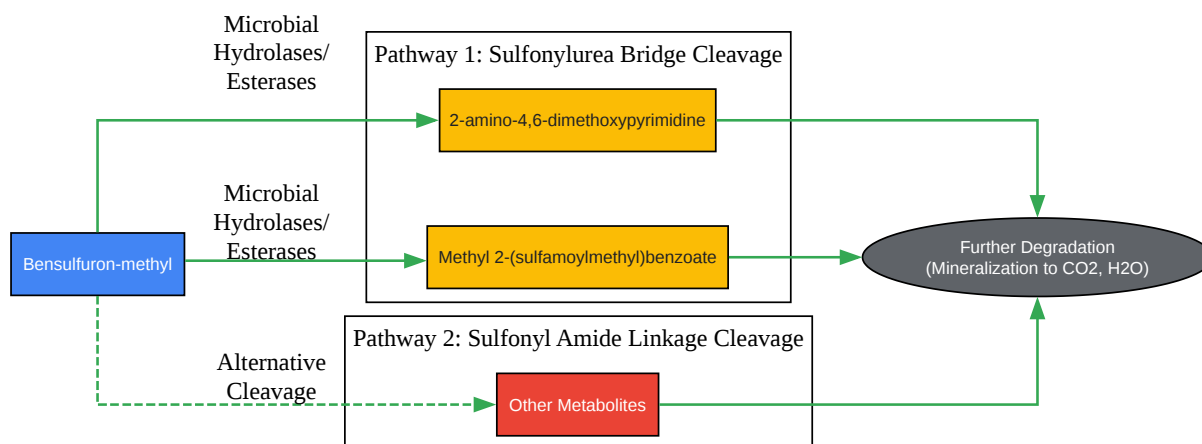 Microbial
Hydrolases/
Esterases
Pathway 1: Sulfonylurea Bridge Cleavage
2-amino-4,6-dimethoxypyrimidine
Microbial
Hydrolases/
Esterases
Bensulfuron-methyl
Methyl 2-(sulfamoylmethyl)benzoate
Further Degradation
(Mineralization to CO2, H2O)
Pathway 2: Sulfonyl Amide Linkage Cleavage
Alternative
Cleavage
Other Metabolites